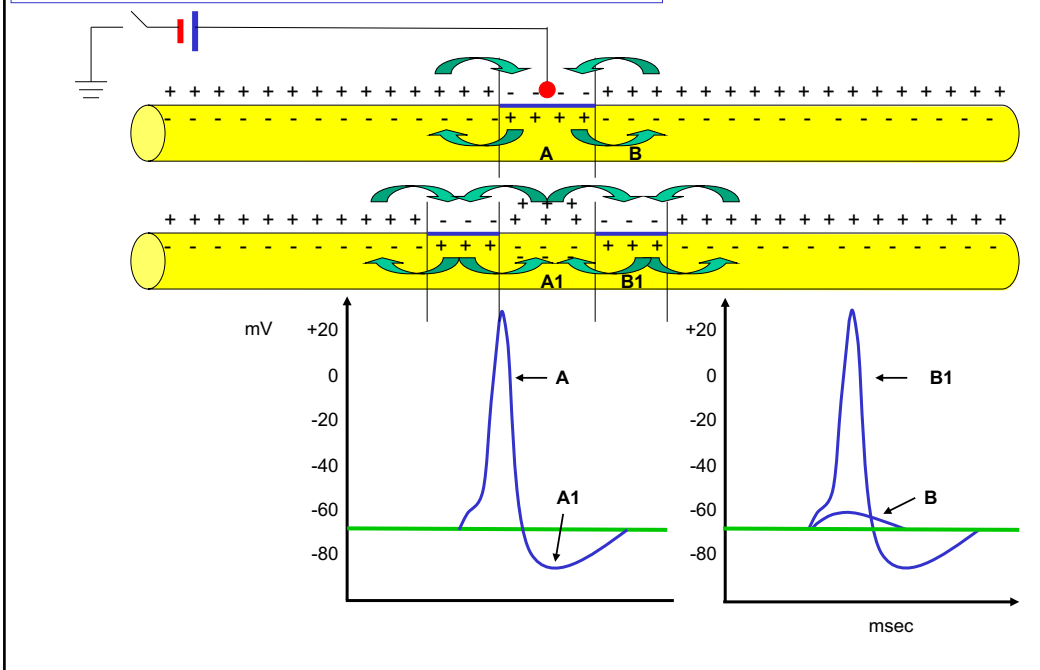 + + + + + + + + + + + + - - - - + + + + + + + + + + + + + + + + +
- - - - - - - - - - - - - + + + + - - - - - - - - - - - - - - - -
A B
+ + +
+ + + + + + + + + + + - - - + + + - - - + + + + + + + + + + + + + +
- - - - - - - - - - - + + + - - - + + + - - - - - - - - - - - - -
- - -
A1 B1
mV +20 +20
0 A 0 B1
-20 -20
-40 -40
-60 A1 -60 B
-80 -80
msec